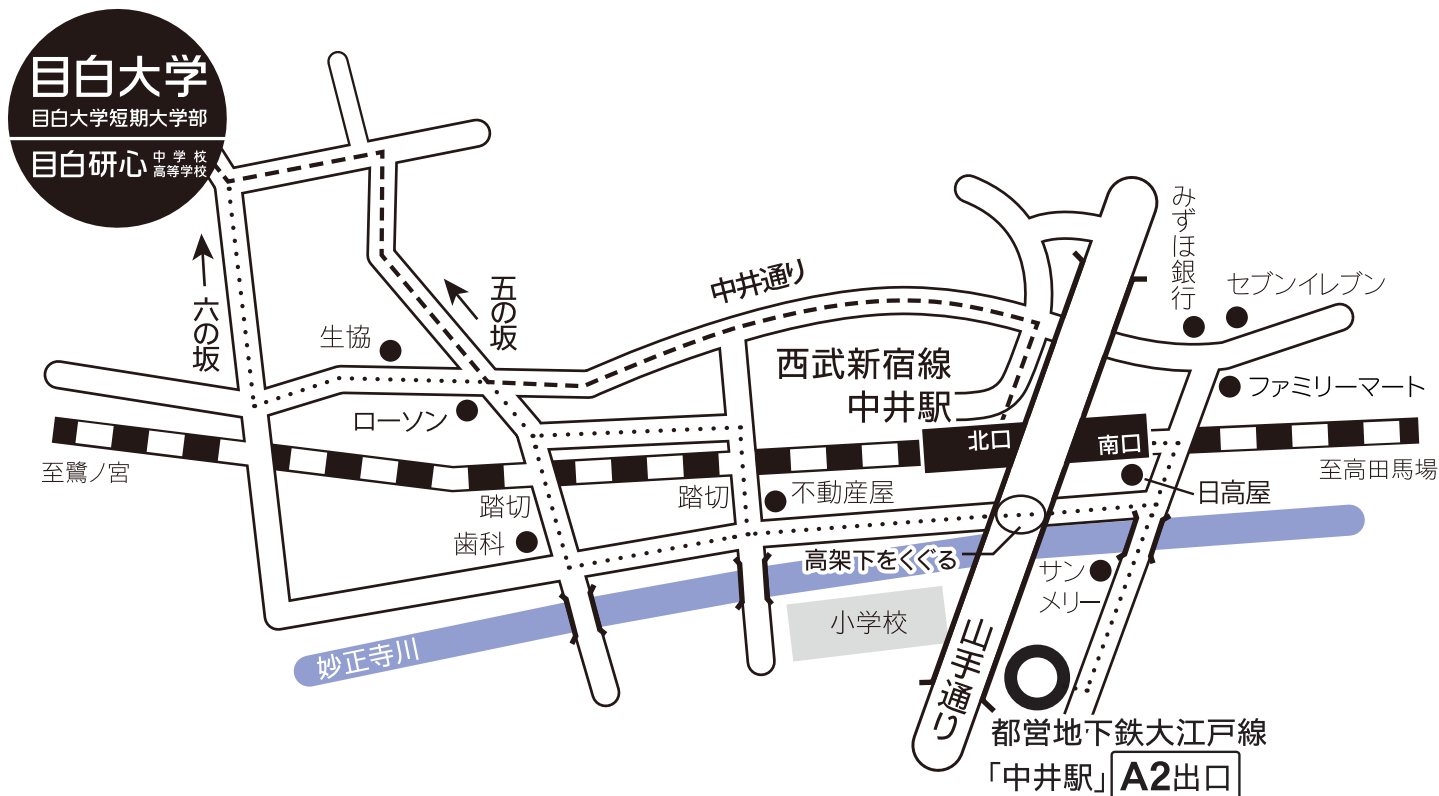 目白大学
目白大学短期大学部
目白研心 中学校
高等学校
六の坂
五の坂
生協
ローソン
中井通り
西武新宿線
中井駅
北口
南口
みずほ銀行
セブンイレブン
ファミリーマート
至鷺ノ宮
踏切
踏切
不動産屋
日高屋
至高田馬場
歯科
高架下をくぐる
サン
メリー
小学校
妙正寺川
山手通り
都営地下鉄大江戸線
「中井駅」A2出口